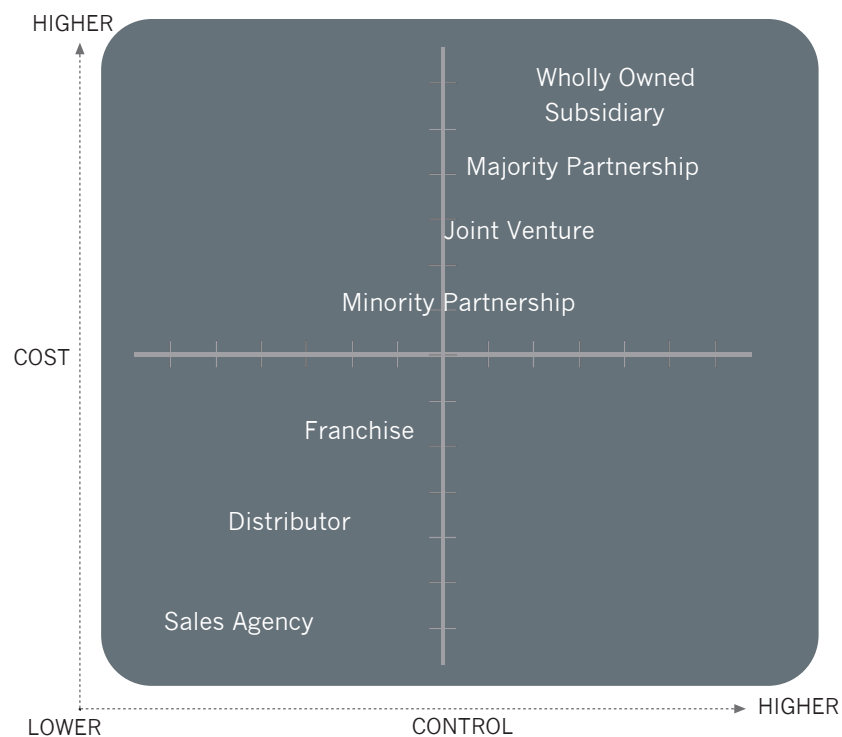 HIGHER
Wholly Owned
Subsidiary
Majority Partnership
Joint Venture
Minority Partnership
COST
Franchise
Distributor
Sales Agency
HIGHER
LOWER
CONTROL